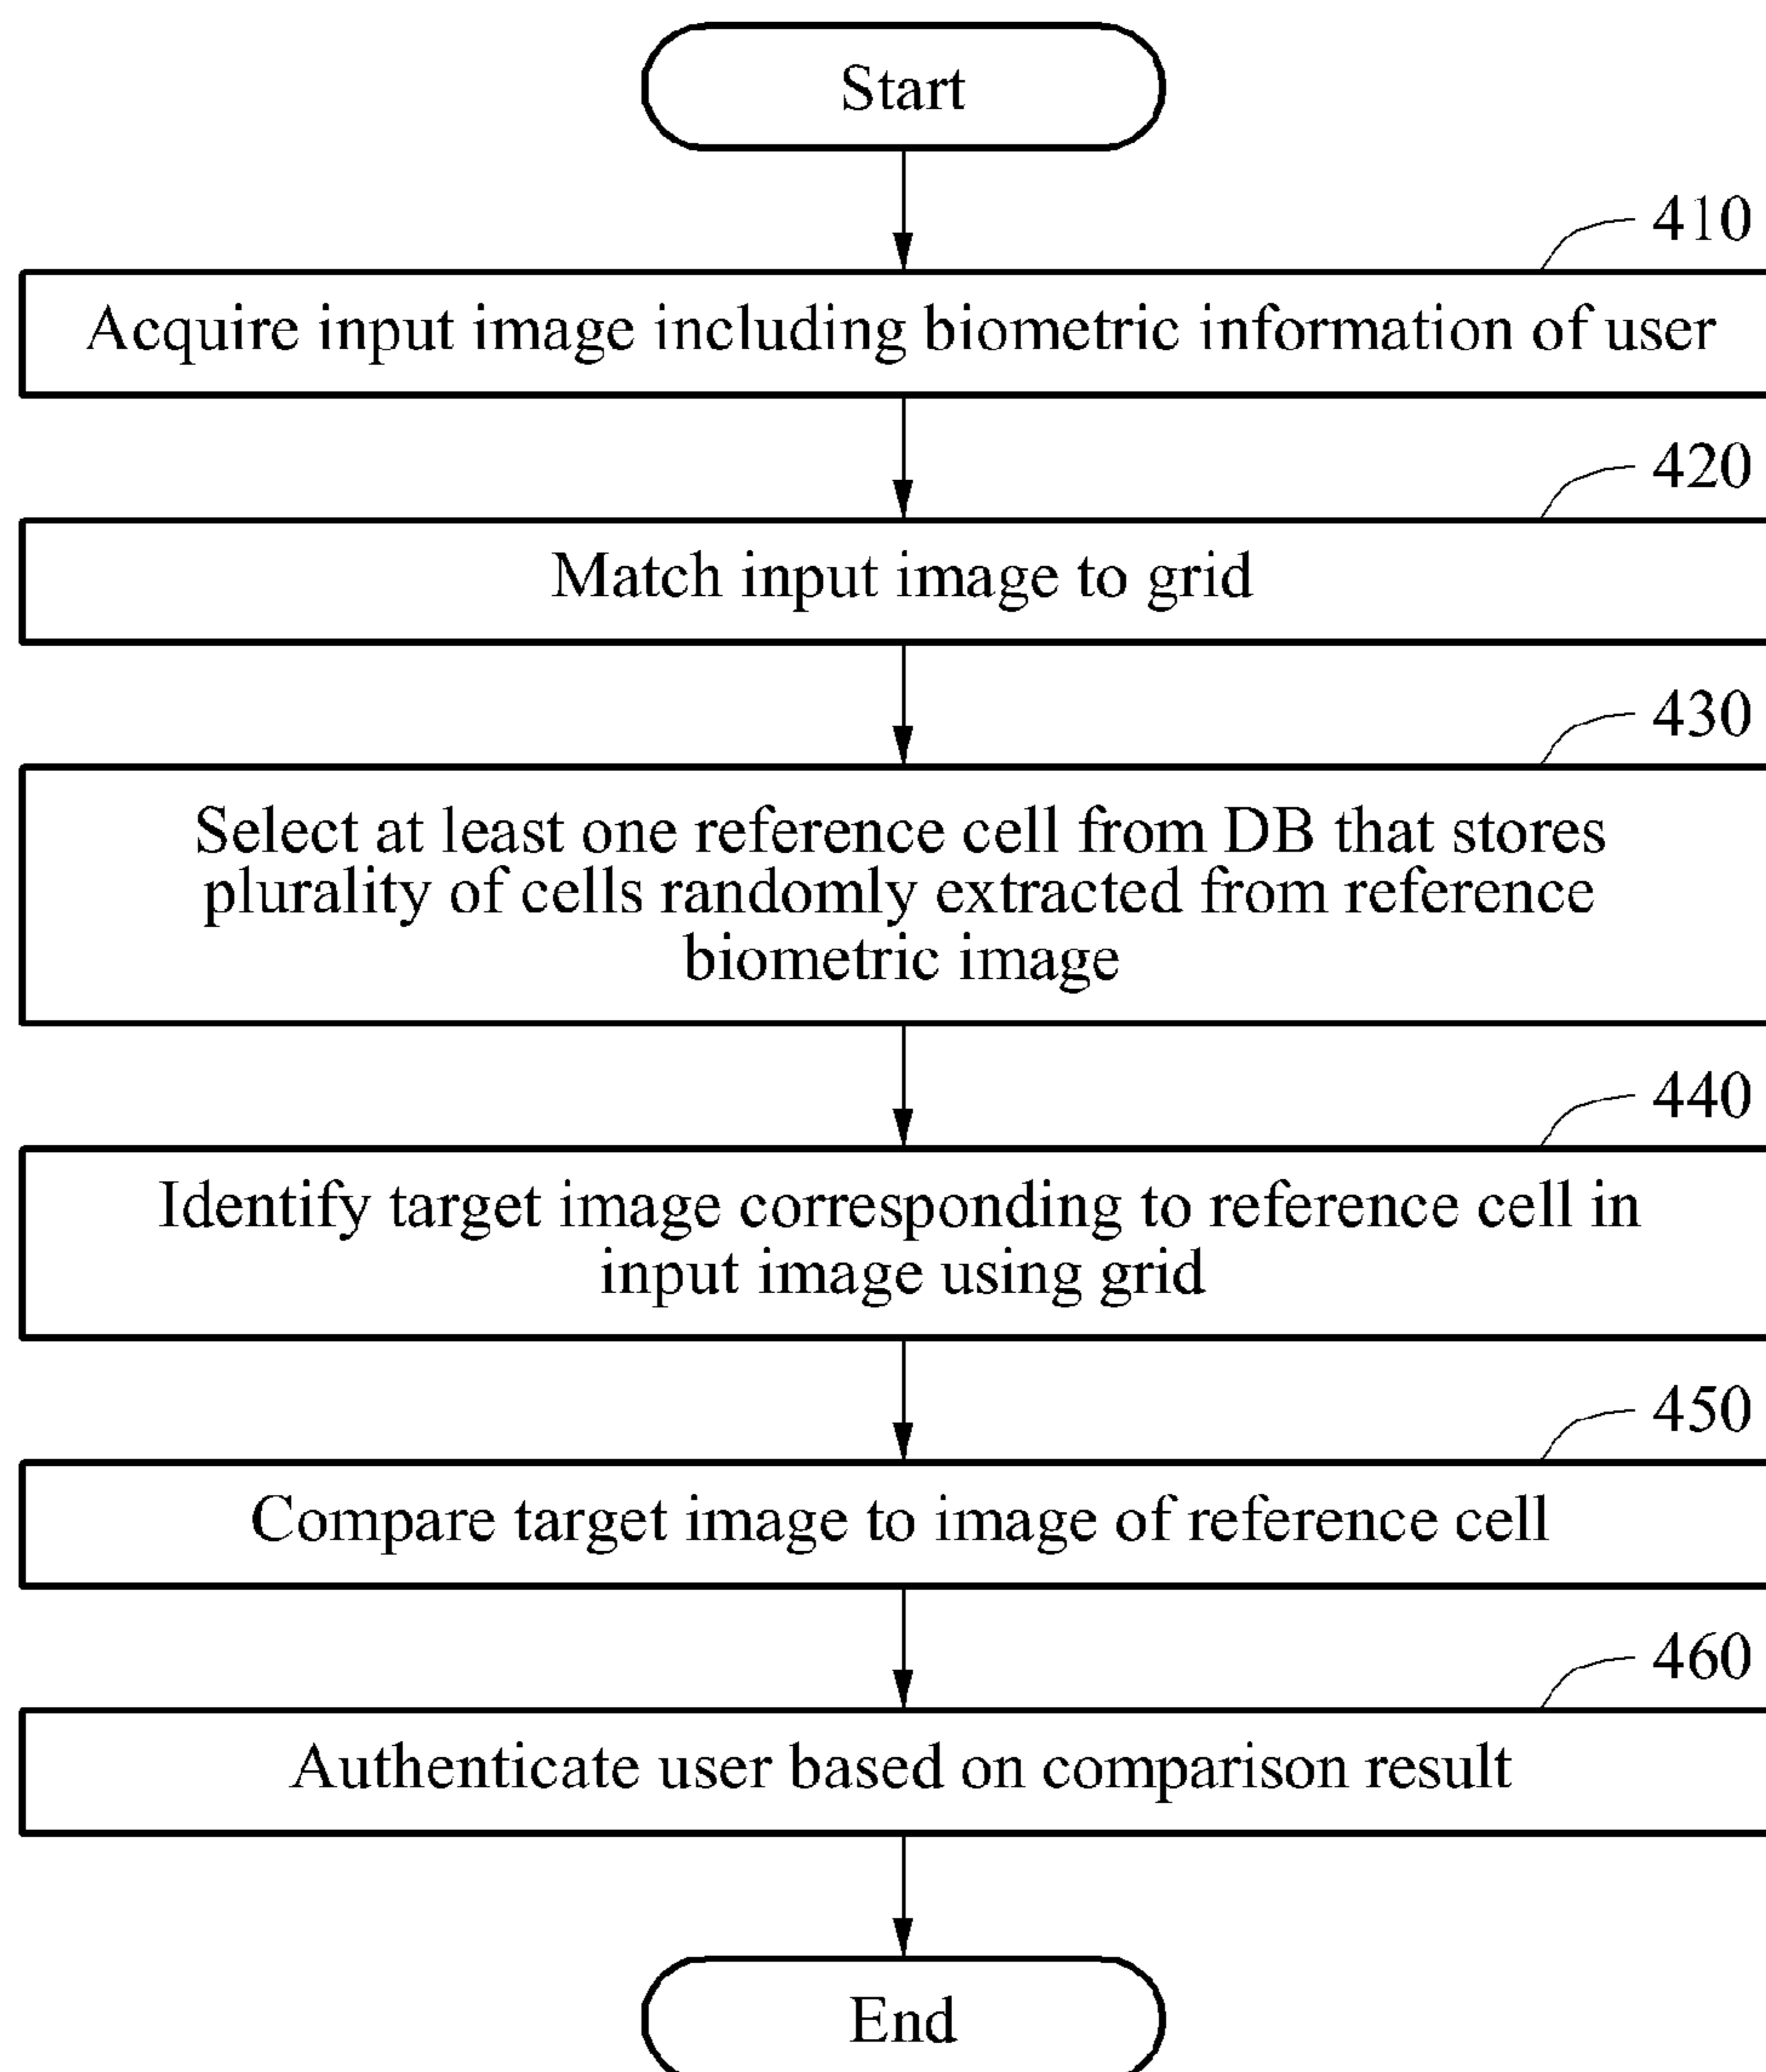 Start
410
Acquire input image including biometric information of user
420
Match input image to grid
430
Select at least one reference cell from DB that stores
plurality of cells randomly extracted from reference
biometric image
440
Identify target image corresponding to reference cell in
input image using grid
450
Compare target image to image of reference cell
460
Authenticate user based on comparison result
End